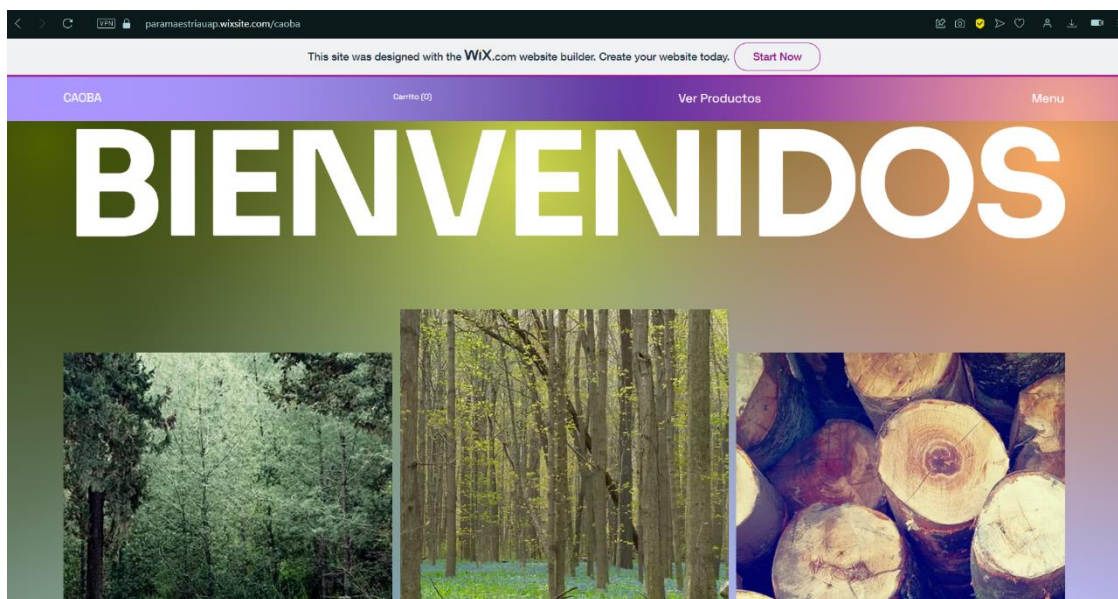 VPN paramaestriauap.wixsite.com/caoba
This site was designed with the WiX.com website builder. Create your website today. Start Now
CAOBA Carrito (0) Ver Productos Menu
BIENVENIDOS